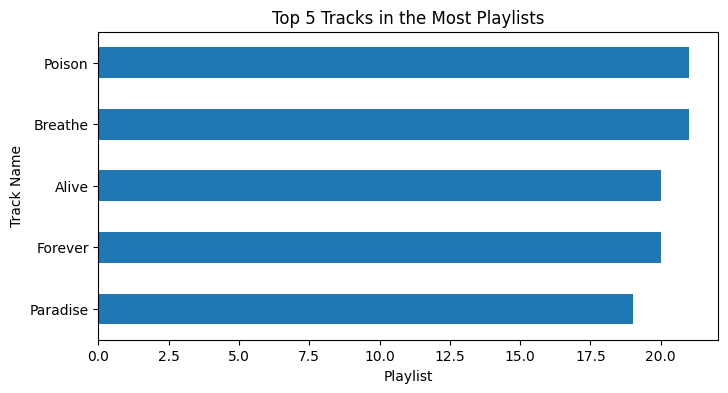 Top 5 Tracks in the Most Playlists
Track Name
Poison
Breathe
Alive
Forever
Paradise
0.0 2.5 5.0 7.5 10.0 12.5 15.0 17.5 20.0
Playlist